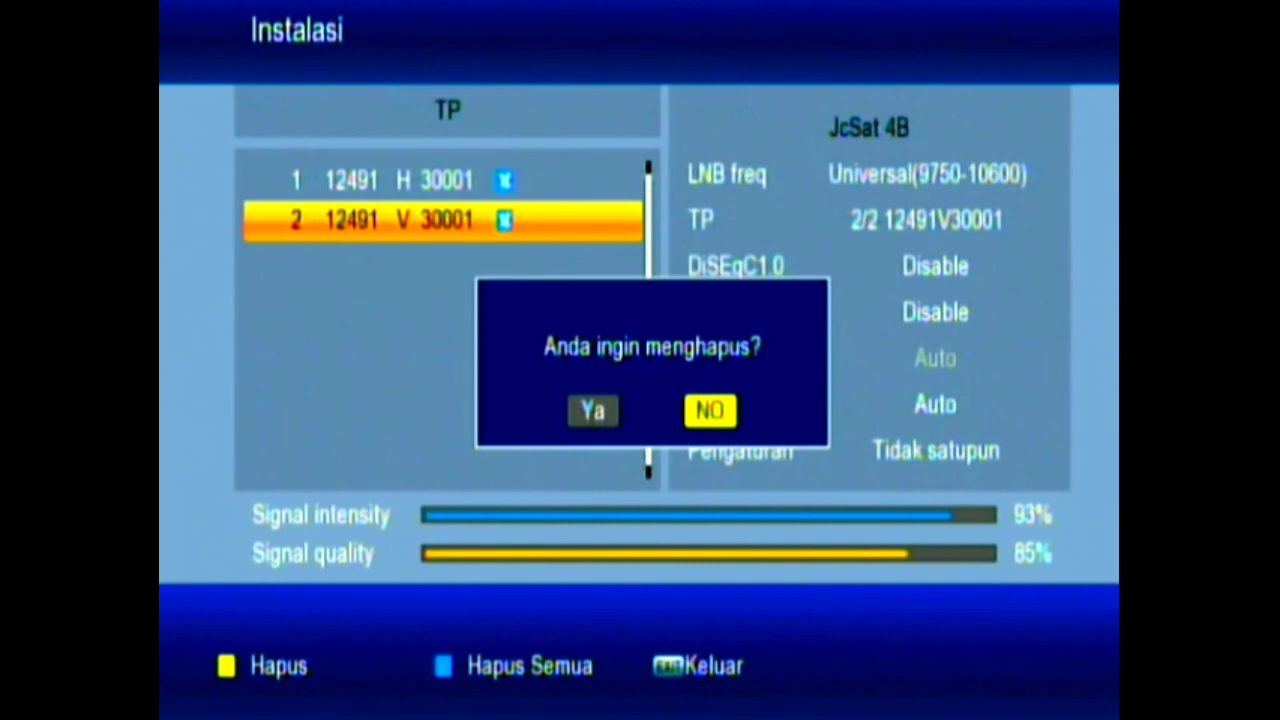 Instalasi
TP
1 12491 H 30001
2 12491 V 30001
JcSat 4B
LNB freq Universal(9750-10600)
TP 2/2 12491V30001
DiSEqC1.0 Disable
Disable
Auto
Auto
Pengaturan Tidak satupun
Anda ingin menghapus?
Ya NO
Signal intensity 93%
Signal quality 85%
Hapus Hapus Semua EXIT Keluar